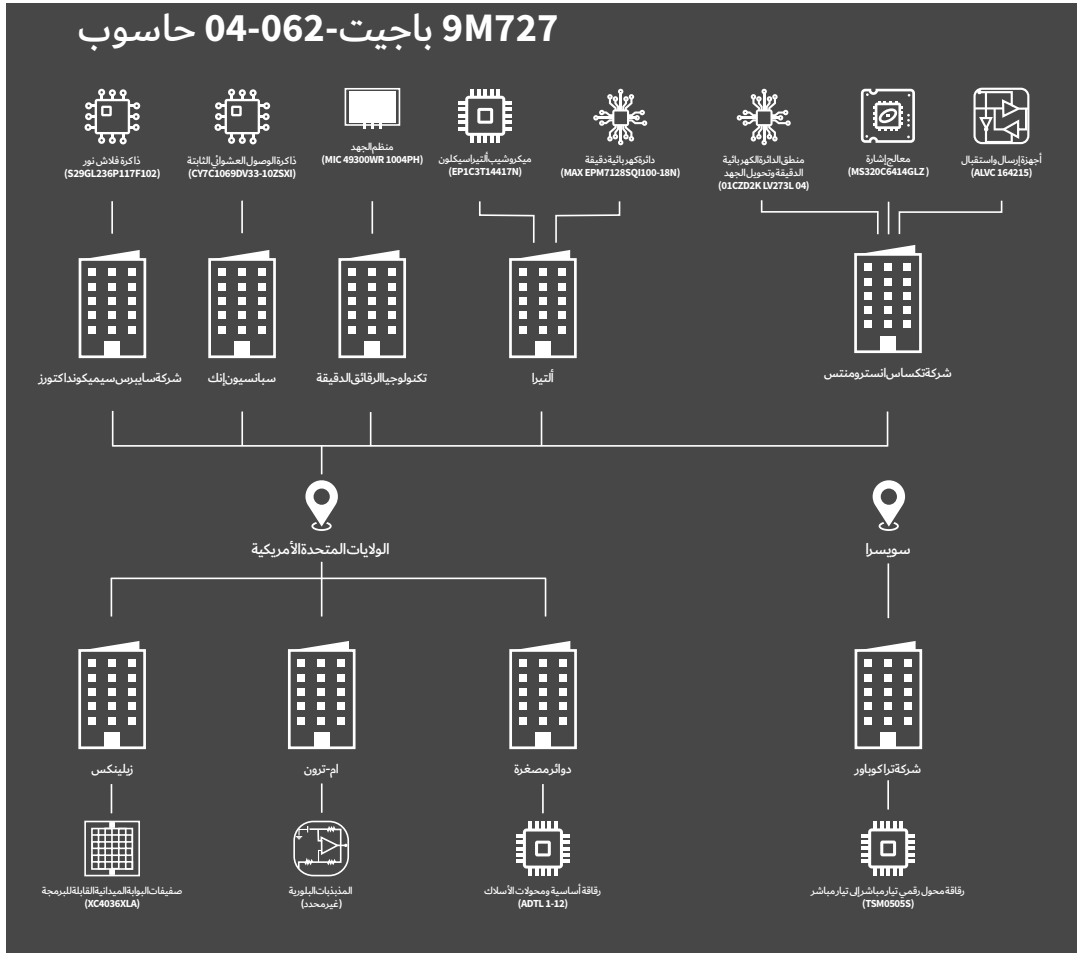 حاسوب 04-062-باجيت 9M727
أجهزة إرسال واستقبال
(ALVC 164215)
معالج إشارة
(MS320C6414GLZ )
منطق الدائرة الكهربائية
الدقيقة وتحويل الجهد
(01CZD2K LV273L 04)
دائرة كهربائية دقيقة
(MAX EPM7128SQI100-18N)
ميكروشيب ألتيرا سيكلون
(EP1C3T14417N)
منظم الجهد
(MIC 49300WR 1004PH)
ذاكرة الوصول العشوائي الثابتة
(CY7C1069DV33-10ZSXI)
ذاكرة فلاش نور
(S29GL236P117F102)
شركة تكساس انسترومنتس
ألتيرا
تكنولوجيا الرقائق الدقيقة
سبانسيون إنك
شركة سايبرس سيميكونداكتورز
سويسرا
الولايات المتحدة الأمريكية
شركة تراكو باور
دوائر مصغرة
ام-ترون
زيلينكس
رقاقة محول رقمي تيار مباشر إلى تيار مباشر
(TSM0505S)
رقاقة أساسية ومحولات الأسلاك
(ADTL 1-12)
المذبذبات البلورية
(غير محدد)
صفيفات البوابة الميدانية القابلة للبرمجة
(XC4036XLA)